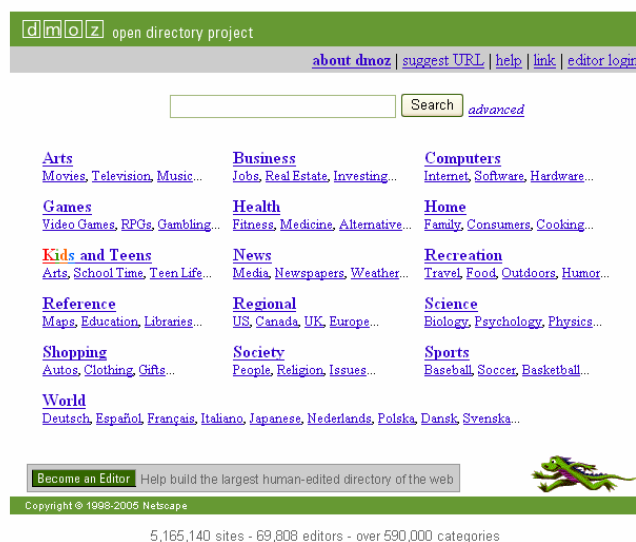 dmoz open directory project
about dmoz | suggest URL | help | link | editor login
Search advanced
Arts Business Computers
Movies, Television, Music... Jobs, Real Estate, Investing... Internet, Software, Hardware...
Games Health Home
Video Games, RPGs, Gambling... Fitness, Medicine, Alternative... Family, Consumers, Cooking...
Kids and Teens News Recreation
Arts, School Time, Teen Life... Media, Newspapers, Weather... Travel, Food, Outdoors, Humor...
Reference Regional Science
Maps, Education, Libraries... US, Canada, UK, Europe... Biology, Psychology, Physics...
Shopping Society Sports
Autos, Clothing, Gifts... People, Religion, Issues... Baseball, Soccer, Basketball...
World
Deutsch, Español, Français, Italiano, Japanese, Nederlands, Polska, Dansk, Svenska...
Become an Editor Help build the largest human-edited directory of the web
Copyright © 1998-2005 Netscape
5,165,140 sites - 69,808 editors - over 590,000 categories